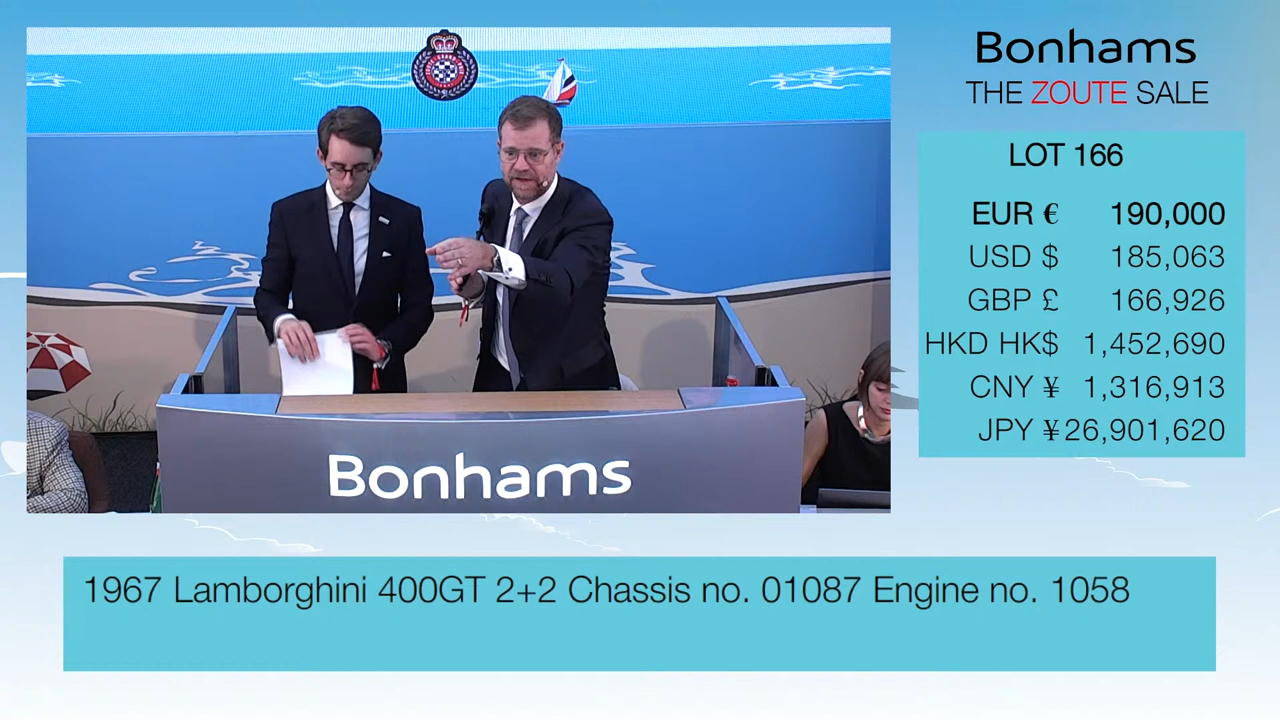 Bonhams
THE ZOUTE SALE
LOT 166
EUR € 190,000
USD $ 185,063
GBP £ 166,926
HKD HK$ 1,452,690
CNY ¥ 1,316,913
JPY ¥ 26,901,620
Bonhams
1967 Lamborghini 400GT 2+2 Chassis no. 01087 Engine no. 1058